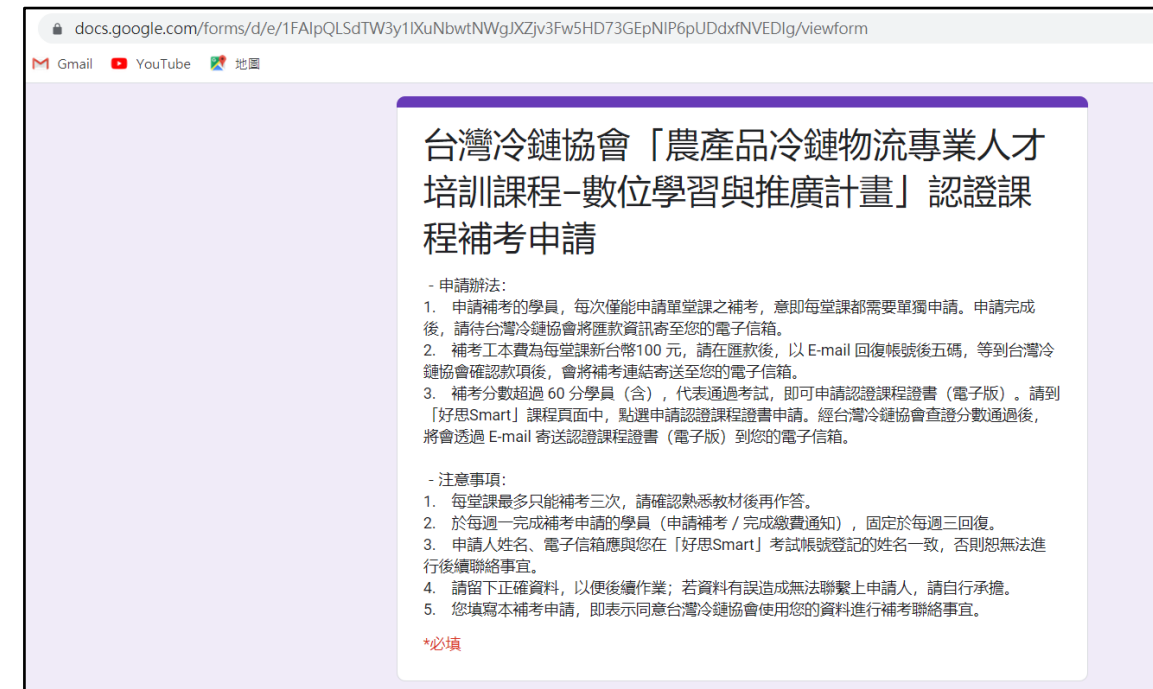 docs.google.com/forms/d/e/1FAIpQLSdTW3y1IXuNbwtNWgJXZjv3Fw5HD73GEpNIP6pUDdxfNVEDIg/viewform
Gmail YouTube 地圖
台灣冷鏈協會「農產品冷鏈物流專業人才
培訓課程–數位學習與推廣計畫」認證課
程補考申請
- 申請辦法：
1. 申請補考的學員，每次僅能申請單堂課之補考，意即每堂課都需要單獨申請。申請完成
後，請待台灣冷鏈協會將匯款資訊寄至您的電子信箱。
2. 補考工本費為每堂課新台幣100 元，請在匯款後，以 E-mail 回復帳號後五碼，等到台灣冷
鏈協會確認款項後，會將補考連結寄送至您的電子信箱。
3. 補考分數超過 60 分學員（含），代表通過考試，即可申請認證課程證書（電子版）。請到
「好思Smart」課程頁面中，點選申請認證課程證書申請。經台灣冷鏈協會查證分數通過後，
將會透過 E-mail 寄送認證課程證書（電子版）到您的電子信箱。
- 注意事項：
1. 每堂課最多只能補考三次，請確認熟悉教材後再作答。
2. 於每週一完成補考申請的學員（申請補考 / 完成繳費通知），固定於每週三回復。
3. 申請人姓名、電子信箱應與您在「好思Smart」考試帳號登記的姓名一致，否則恕無法進
行後續聯絡事宜。
4. 請留下正確資料，以便後續作業；若資料有誤造成無法聯繫上申請人，請自行承擔。
5. 您填寫本補考申請，即表示同意台灣冷鏈協會使用您的資料進行補考聯絡事宜。
*必填